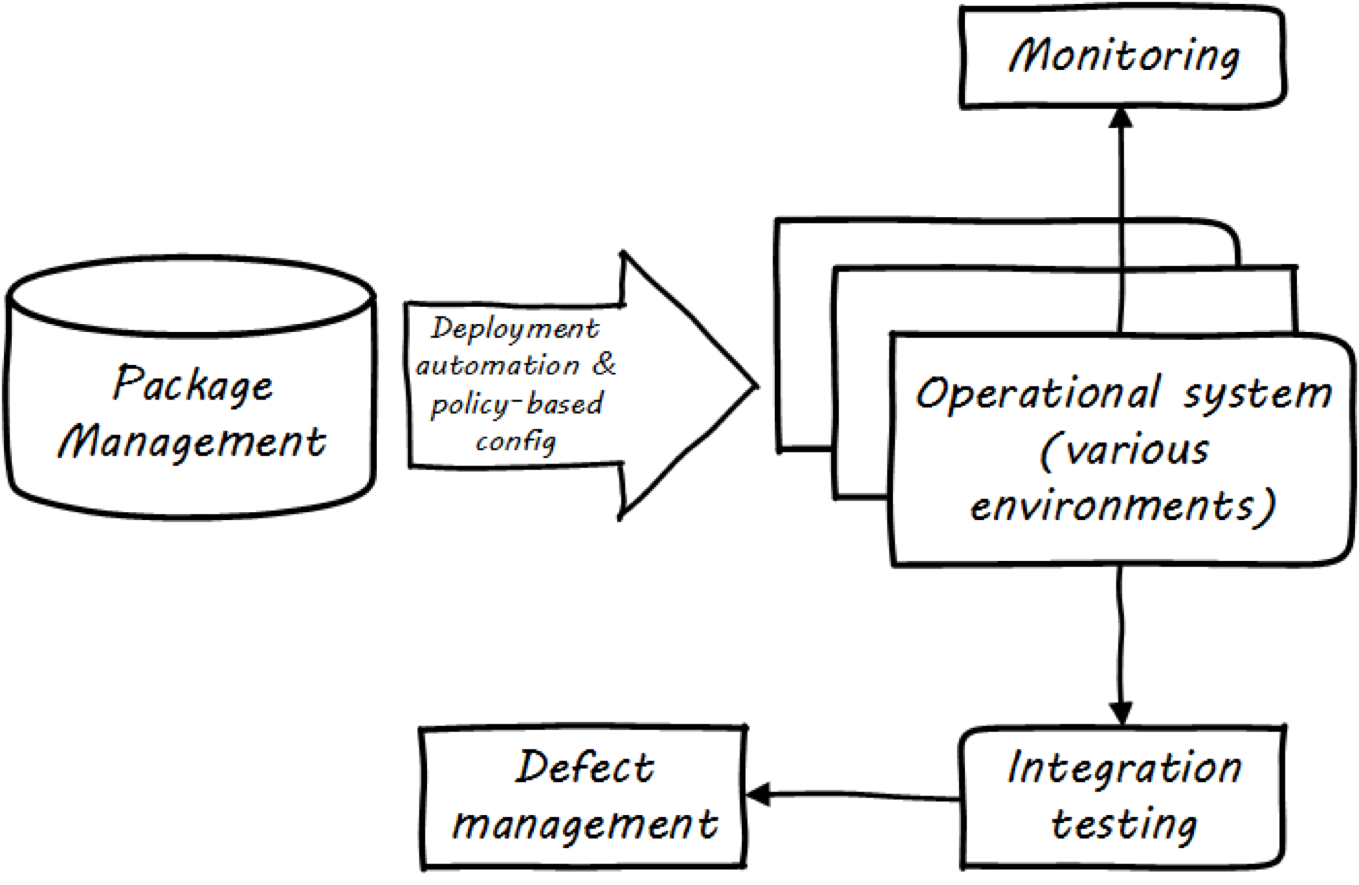 Monitoring
Package
Management
Deployment
automation &
policy-based
config
Operational system
(various
environments)
Defect
management
Integration
testing